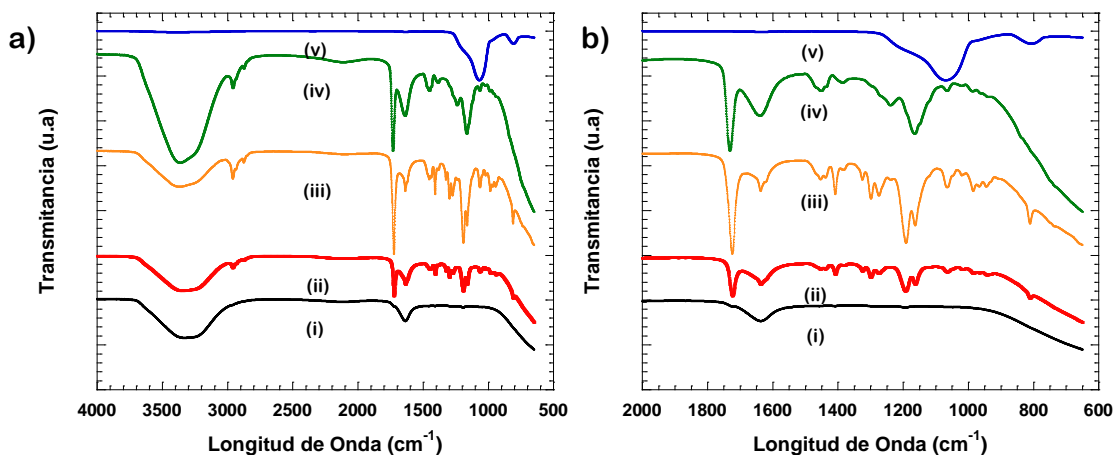 a)
Transmitancia (u.a)
(v)
(iv)
(iii)
(ii)
(i)
4000 3500 3000 2500 2000 1500 1000 500
Longitud de Onda (cm-1)
b)
Transmitancia (u.a)
(v)
(iv)
(iii)
(ii)
(i)
2000 1600 1400 1200 1000 800 600
Longitud de Onda (cm-1)